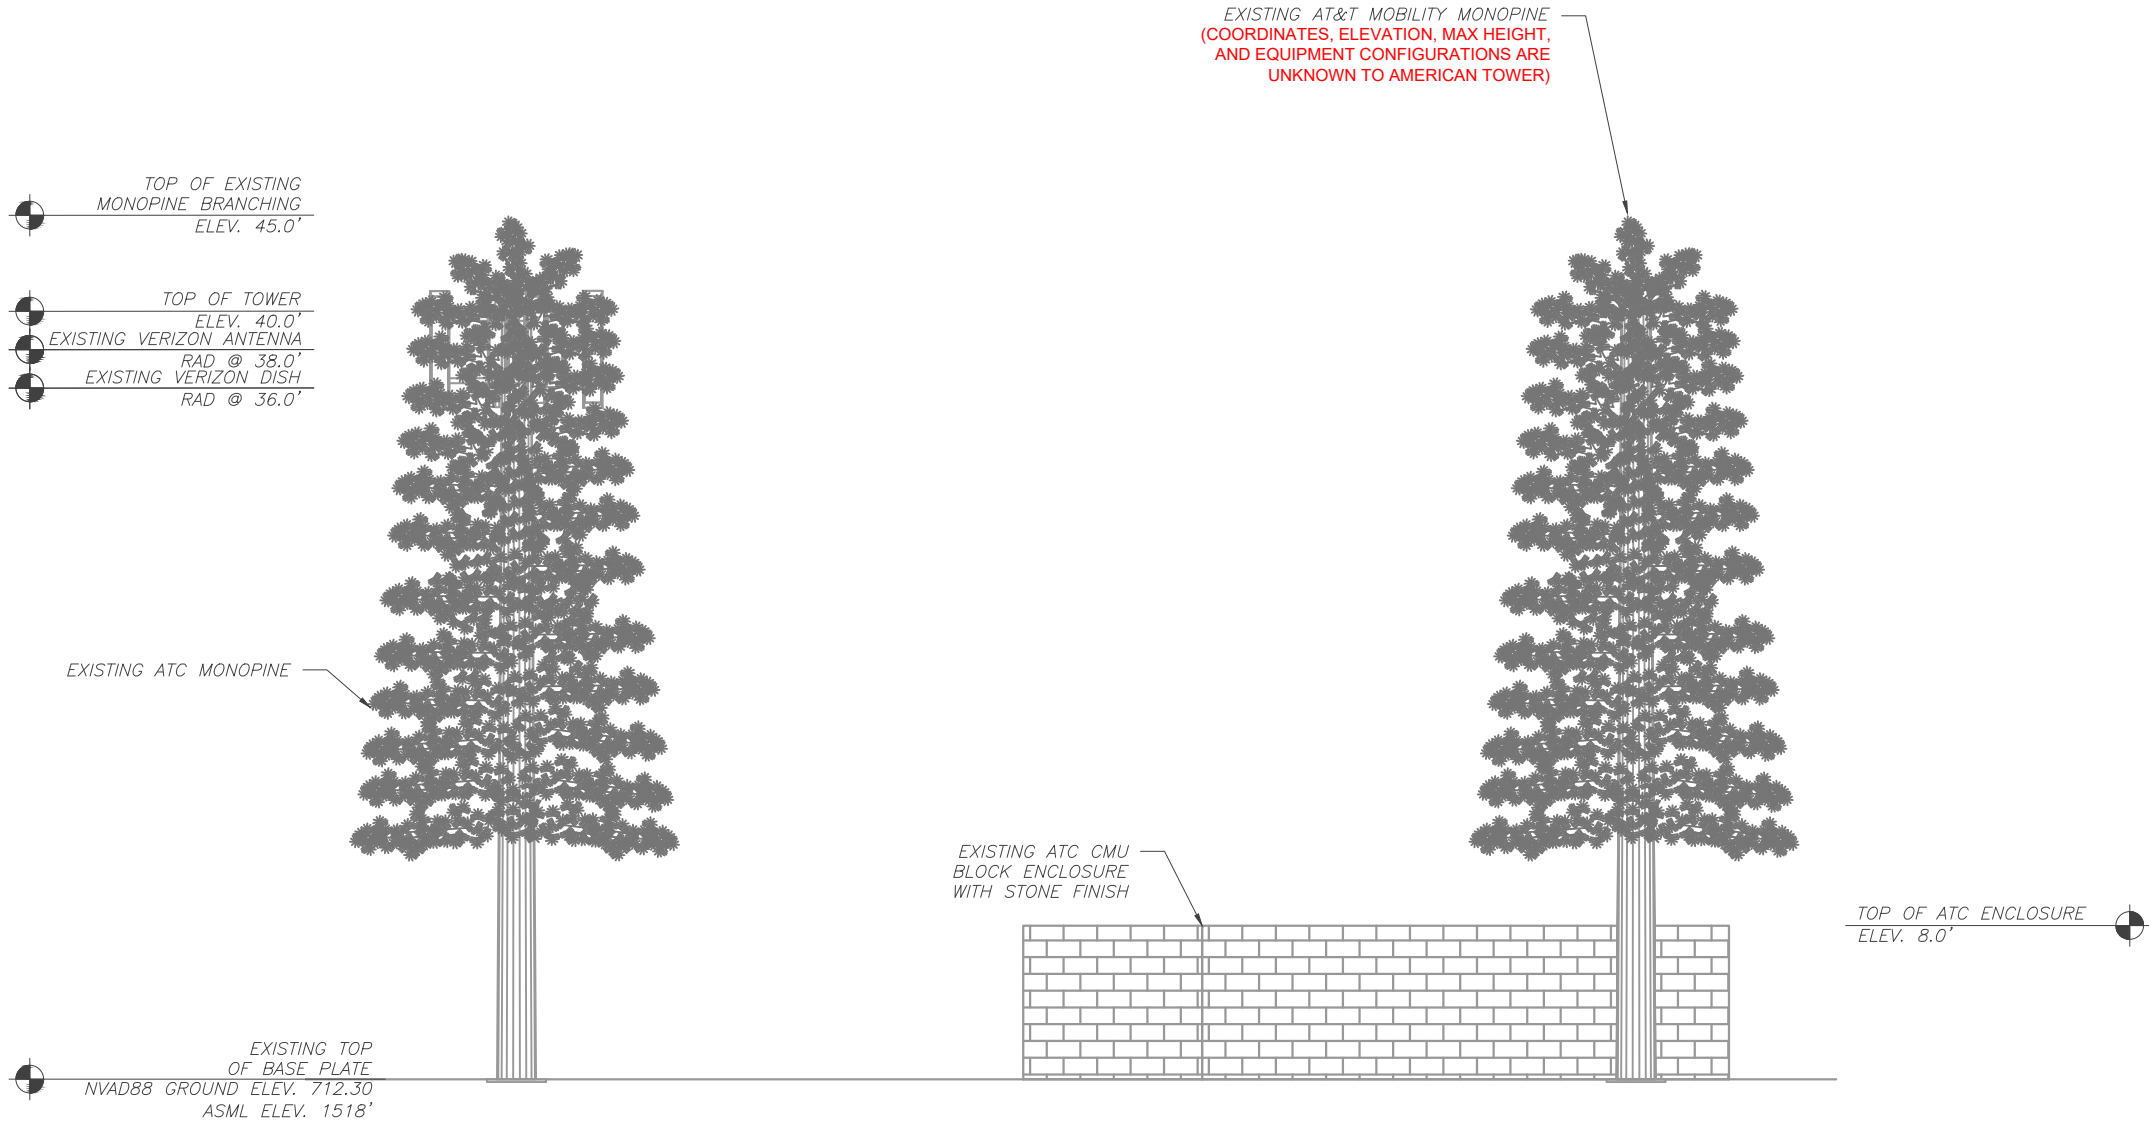 EXISTING AT&T MOBILITY MONOPINE
(COORDINATES, ELEVATION, MAX HEIGHT,
AND EQUIPMENT CONFIGURATIONS ARE
UNKNOWN TO AMERICAN TOWER)
TOP OF EXISTING
MONOPINE BRANCHING
ELEV. 45.0'
TOP OF TOWER
ELEV. 40.0'
EXISTING VERIZON ANTENNA
RAD @ 38.0'
EXISTING VERIZON DISH
RAD @ 36.0'
EXISTING ATC MONOPINE
EXISTING ATC CMU
BLOCK ENCLOSURE
WITH STONE FINISH
TOP OF ATC ENCLOSURE
ELEV. 8.0'
EXISTING TOP
OF BASE PLATE
NVAD88 GROUND ELEV. 712.30
ASML ELEV. 1518'